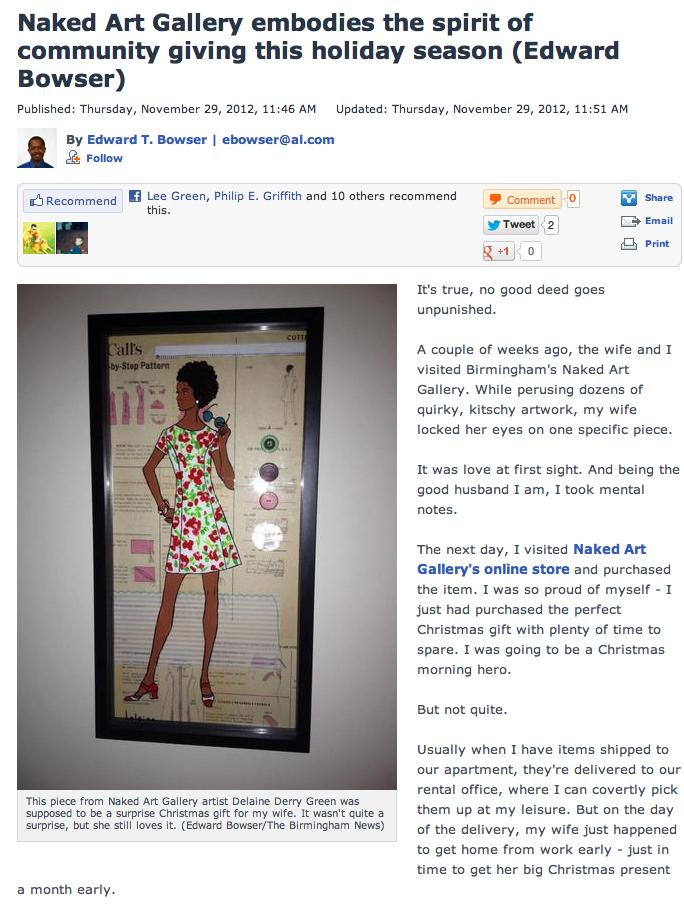 Naked Art Gallery embodies the spirit of
community giving this holiday season (Edward
Bowser)
Published: Thursday, November 29, 2012, 11:46 AM Updated: Thursday, November 29, 2012, 11:51 AM
By Edward T. Bowser | ebowser@al.com
Follow
Recommend
Lee Green, Philip E. Griffith and 10 others recommend
this.
Comment 0
Tweet 2
+1 0
Share
Email
Print
Call's
-by-Step Pattern
CUTT
This piece from Naked Art Gallery artist Delaine Derry Green was
supposed to be a surprise Christmas gift for my wife. It wasn't quite a
surprise, but she still loves it. (Edward Bowser/The Birmingham News)
It's true, no good deed goes
unpunished.
A couple of weeks ago, the wife and I
visited Birmingham's Naked Art
Gallery. While perusing dozens of
quirky, kitschy artwork, my wife
locked her eyes on one specific piece.
It was love at first sight. And being the
good husband I am, I took mental
notes.
The next day, I visited Naked Art
Gallery's online store and purchased
the item. I was so proud of myself - I
just had purchased the perfect
Christmas gift with plenty of time to
spare. I was going to be a Christmas
morning hero.
But not quite.
Usually when I have items shipped to
our apartment, they're delivered to our
rental office, where I can covertly pick
them up at my leisure. But on the day
of the delivery, my wife just happened
to get home from work early - just in
time to get her big Christmas present
a month early.